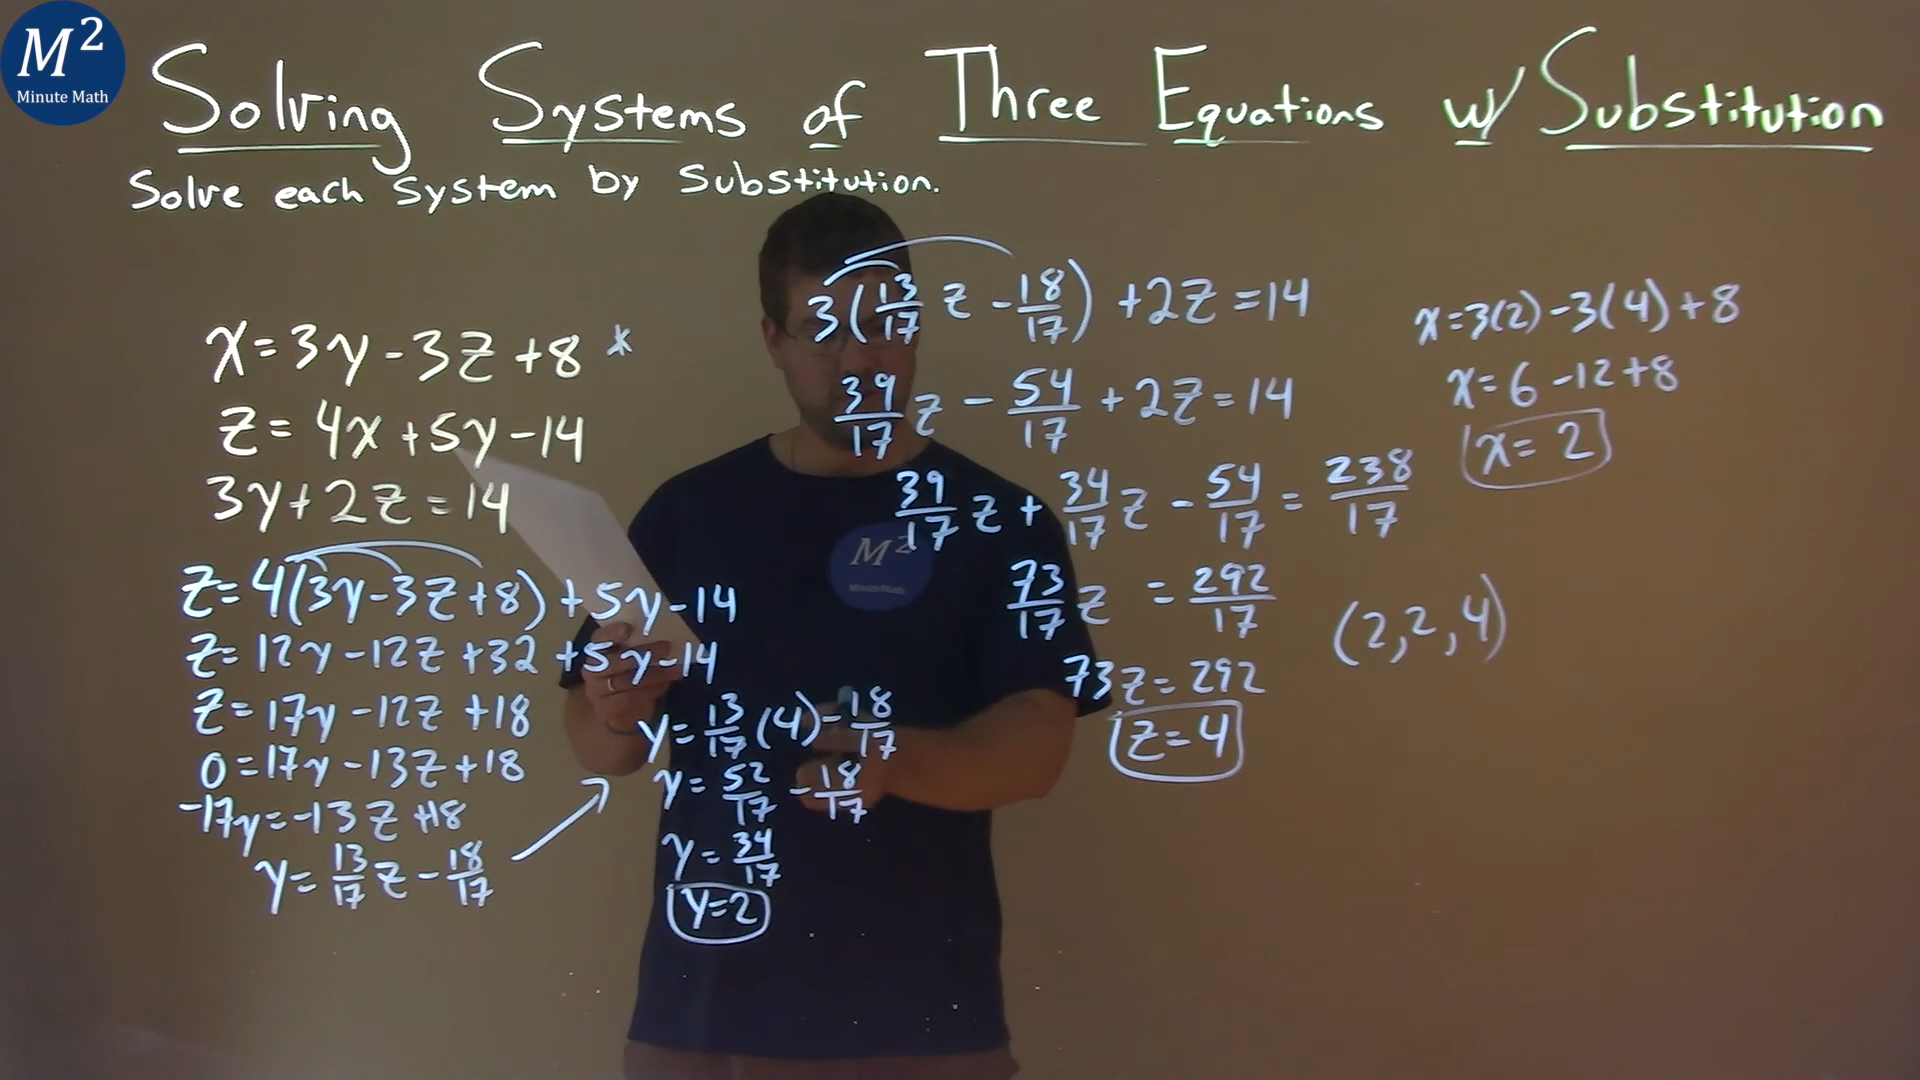 M²
Minute Math
Solving Systems of Three Equations w/ Substitution
Solve each system by substitution.
x=3y-3z+8 *
z=4x+5y-14
3y+2z=14
z=4(3y-3z+8)+5y-14
z=12y-12z+32+5y-14
z=17y-12z+18
0=17y-13z+18
-17y=-13z+18
y=13/17 z - 18/17
y=13/17 (4) - 18/17
y=52/17 - 18/17
y=34/17
y=2
3(13/17 z - 18/17)+2z=14
39/17 z - 54/17 + 2z=14
39/17 z + 34/17 z - 54/17 = 238/17
73/17 z = 292/17
73z=292
z=4
x=3(2)-3(4)+8
x=6-12+8
x=2
(2,2,4)
M²
MinuteMath